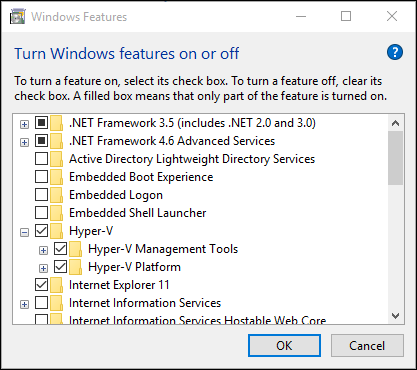 Windows Features
Turn Windows features on or off
To turn a feature on, select its check box. To turn a feature off, clear its
check box. A filled box means that only part of the feature is turned on.
.NET Framework 3.5 (includes .NET 2.0 and 3.0)
.NET Framework 4.6 Advanced Services
Active Directory Lightweight Directory Services
Embedded Boot Experience
Embedded Logon
Embedded Shell Launcher
Hyper-V
Hyper-V Management Tools
Hyper-V Platform
Internet Explorer 11
Internet Information Services
Internet Information Services Hostable Web Core
OK Cancel